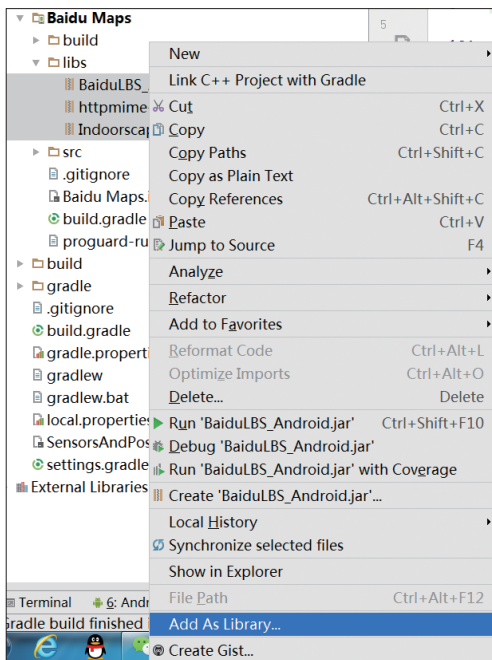 Baidu Maps
5
build
libs
BaiduLBS_
httpmime
Indoorscap
src
.gitignore
Baidu Maps.i
build.gradle
proguard-ru
build
gradle
.gitignore
build.gradle
gradle.properti
gradlew
gradlew.bat
local.properties
SensorsAndPos
settings.gradle
External Libraries
New
Link C++ Project with Gradle
Cut Ctrl+X
Copy Ctrl+C
Copy Paths Ctrl+Shift+C
Copy as Plain Text
Copy References Ctrl+Alt+Shift+C
Paste Ctrl+V
Jump to Source F4
Analyze
Refactor
Add to Favorites
Reformat Code Ctrl+Alt+L
Optimize Imports Ctrl+Alt+O
Delete... Delete
Run 'BaiduLBS_Android.jar' Ctrl+Shift+F10
Debug 'BaiduLBS_Android.jar'
Run 'BaiduLBS_Android.jar' with Coverage
Create 'BaiduLBS_Android.jar'...
Local History
Synchronize selected files
Show in Explorer
File Path Ctrl+Alt+F12
Add As Library...
Create Gist...
Terminal 6: Andr
Gradle build finished